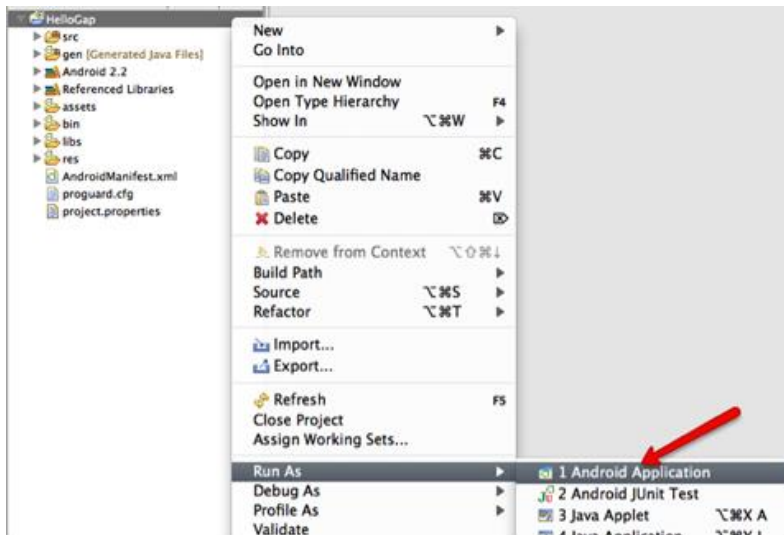 HelloGap
src
gen [Generated Java Files]
Android 2.2
Referenced Libraries
assets
bin
libs
res
AndroidManifest.xml
proguard.cfg
project.properties
New
Go Into
Open in New Window
Open Type Hierarchy F4
Show In ⌥⌘W
Copy ⌘C
Copy Qualified Name
Paste ⌘V
Delete ⌦
Remove from Context ⌥⇧⌘↓
Build Path
Source ⌥⌘S
Refactor ⌥⌘T
Import...
Export...
Refresh F5
Close Project
Assign Working Sets...
Run As
Debug As
Profile As
Validate
1 Android Application
2 Android JUnit Test
3 Java Applet ⌥⌘X A
4 Java Application